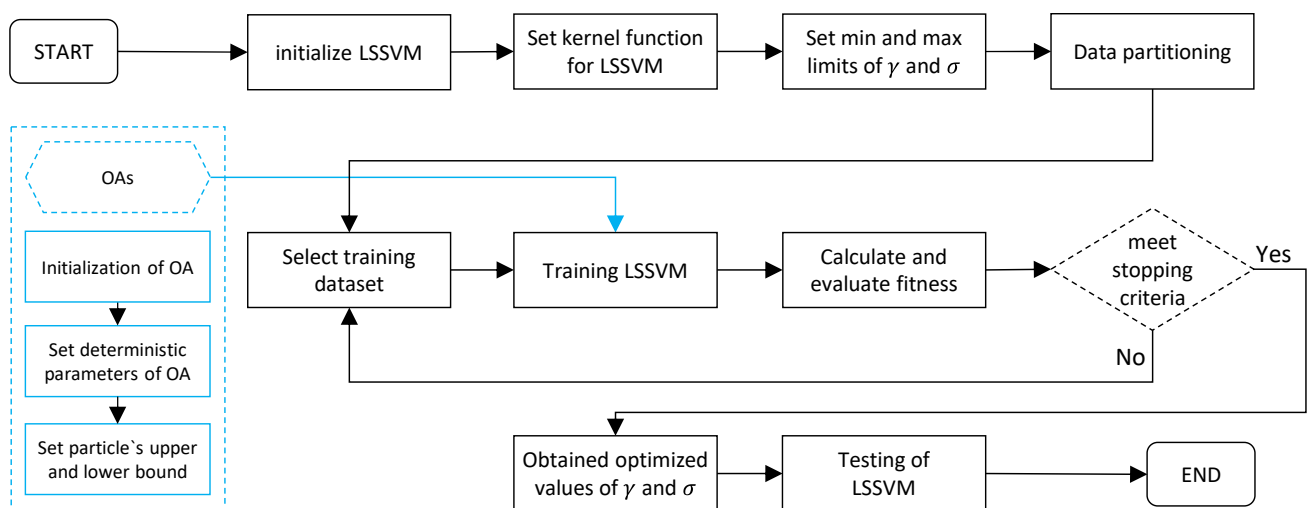 START
initialize LSSVM
Set kernel function
for LSSVM
Set min and max
limits of γ and σ
Data partitioning
OAs
Initialization of OA
Set deterministic
parameters of OA
Set particle`s upper
and lower bound
Select training
dataset
Training LSSVM
Calculate and
evaluate fitness
meet
stopping
criteria
Yes
No
Obtained optimized
values of γ and σ
Testing of
LSSVM
END